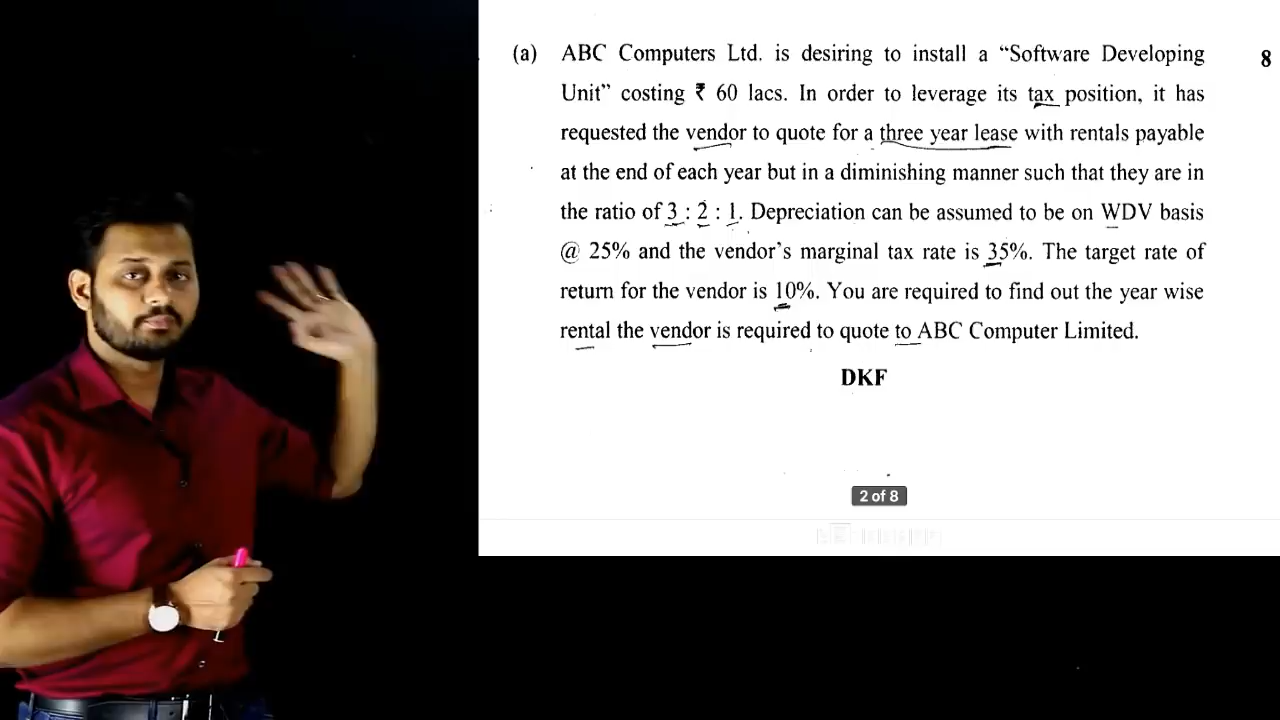 (a) ABC Computers Ltd. is desiring to install a “Software Developing 8
Unit” costing ₹ 60 lacs. In order to leverage its tax position, it has
requested the vendor to quote for a three year lease with rentals payable
at the end of each year but in a diminishing manner such that they are in
the ratio of 3 : 2 : 1. Depreciation can be assumed to be on WDV basis
@ 25% and the vendor’s marginal tax rate is 35%. The target rate of
return for the vendor is 10%. You are required to find out the year wise
rental the vendor is required to quote to ABC Computer Limited.
DKF
2 of 8